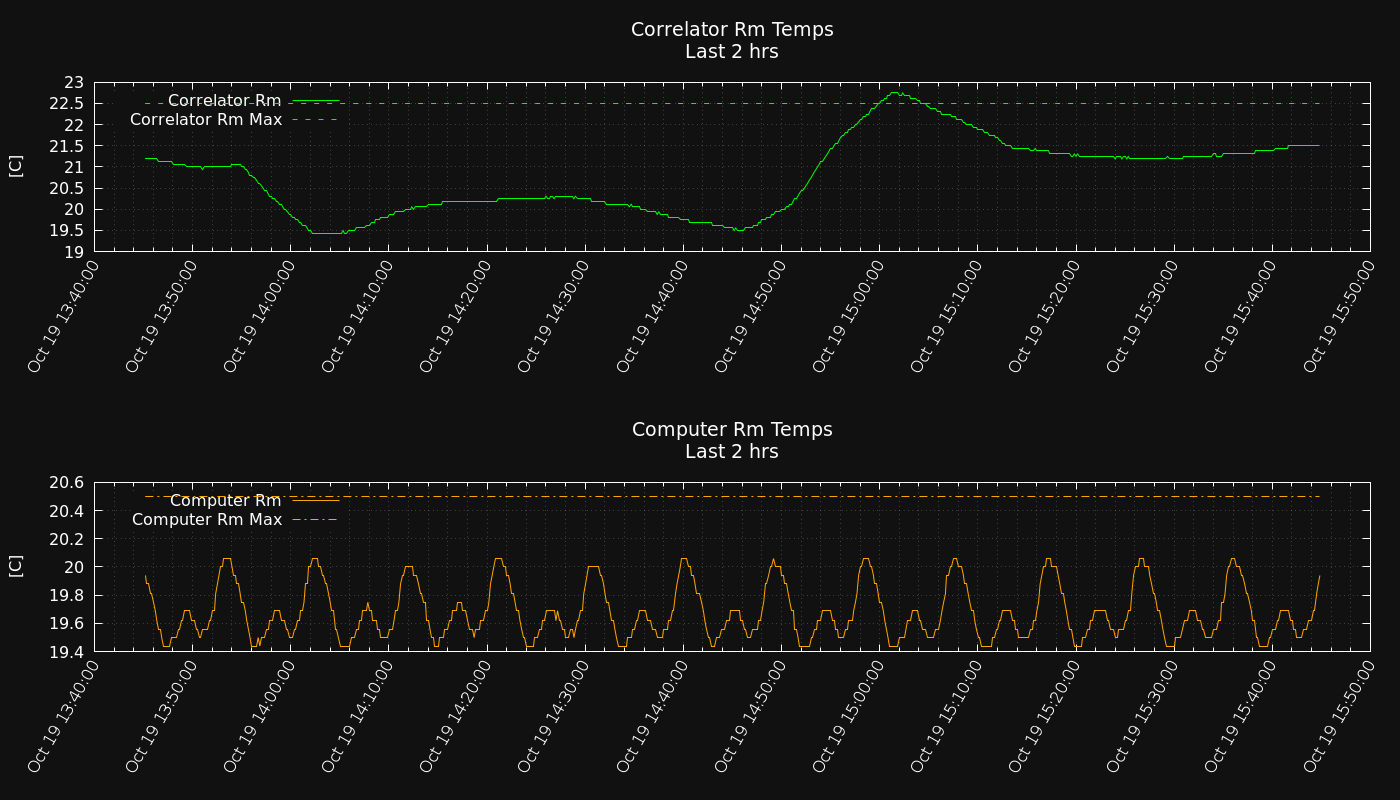 Correlator Rm Temps
Last 2 hrs
[C]
23
22.5
22
21.5
21
20.5
20
19.5
19
Correlator Rm
Correlator Rm Max
Oct 19 13:40:00
Oct 19 13:50:00
Oct 19 14:00:00
Oct 19 14:10:00
Oct 19 14:20:00
Oct 19 14:30:00
Oct 19 14:40:00
Oct 19 14:50:00
Oct 19 15:00:00
Oct 19 15:10:00
Oct 19 15:20:00
Oct 19 15:30:00
Oct 19 15:40:00
Oct 19 15:50:00
Computer Rm Temps
Last 2 hrs
[C]
20.6
20.4
20.2
20
19.8
19.6
19.4
Computer Rm
Computer Rm Max
Oct 19 13:40:00
Oct 19 13:50:00
Oct 19 14:00:00
Oct 19 14:10:00
Oct 19 14:20:00
Oct 19 14:30:00
Oct 19 14:40:00
Oct 19 14:50:00
Oct 19 15:00:00
Oct 19 15:10:00
Oct 19 15:20:00
Oct 19 15:30:00
Oct 19 15:40:00
Oct 19 15:50:00